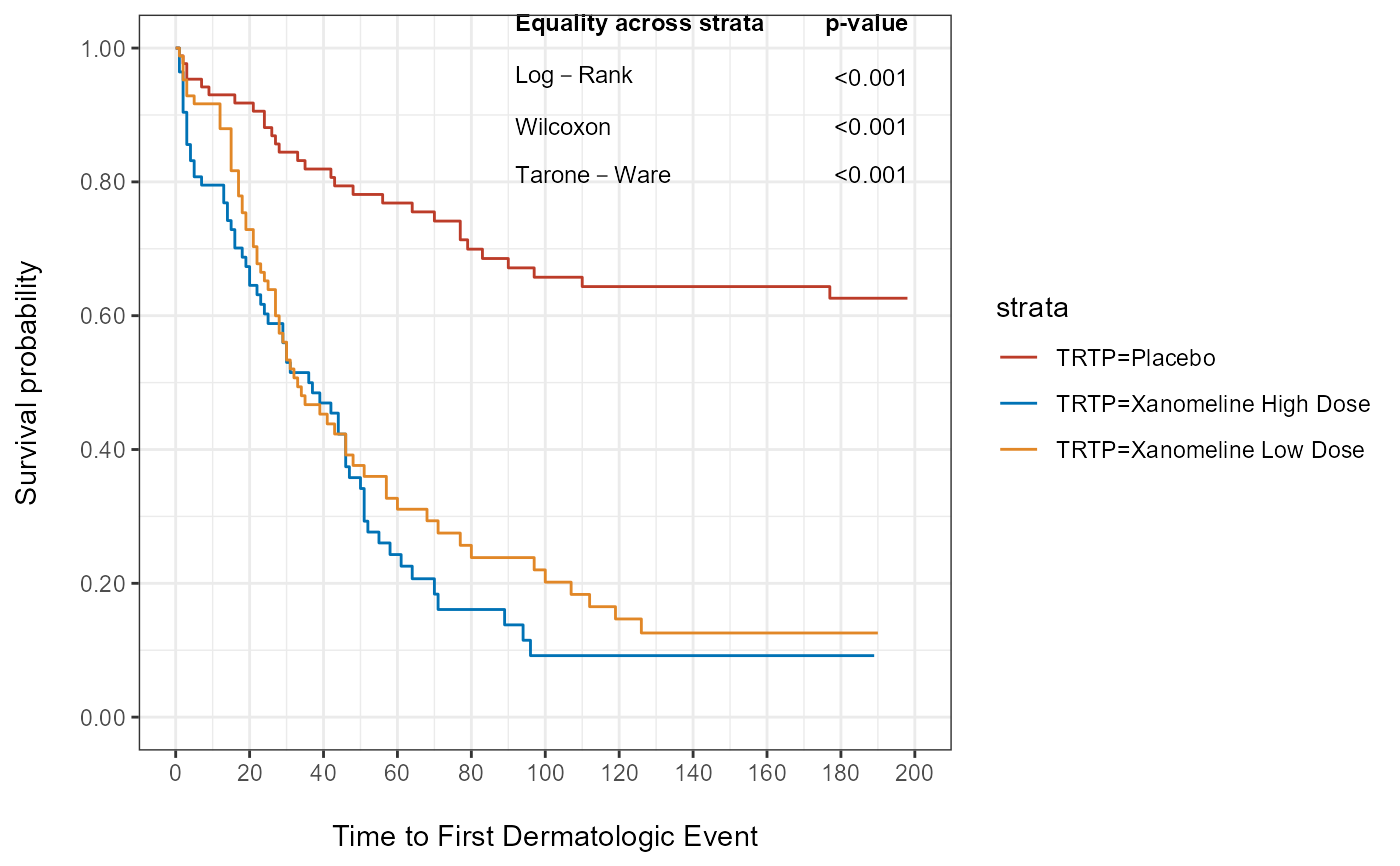 Equality across strata p-value
Log – Rank <0.001
Wilcoxon <0.001
Tarone – Ware <0.001
1.00
0.80
0.60
0.40
0.20
0.00
Survival probability
0 20 40 60 80 100 120 140 160 180 200
Time to First Dermatologic Event
strata
TRTP=Placebo
TRTP=Xanomeline High Dose
TRTP=Xanomeline Low Dose